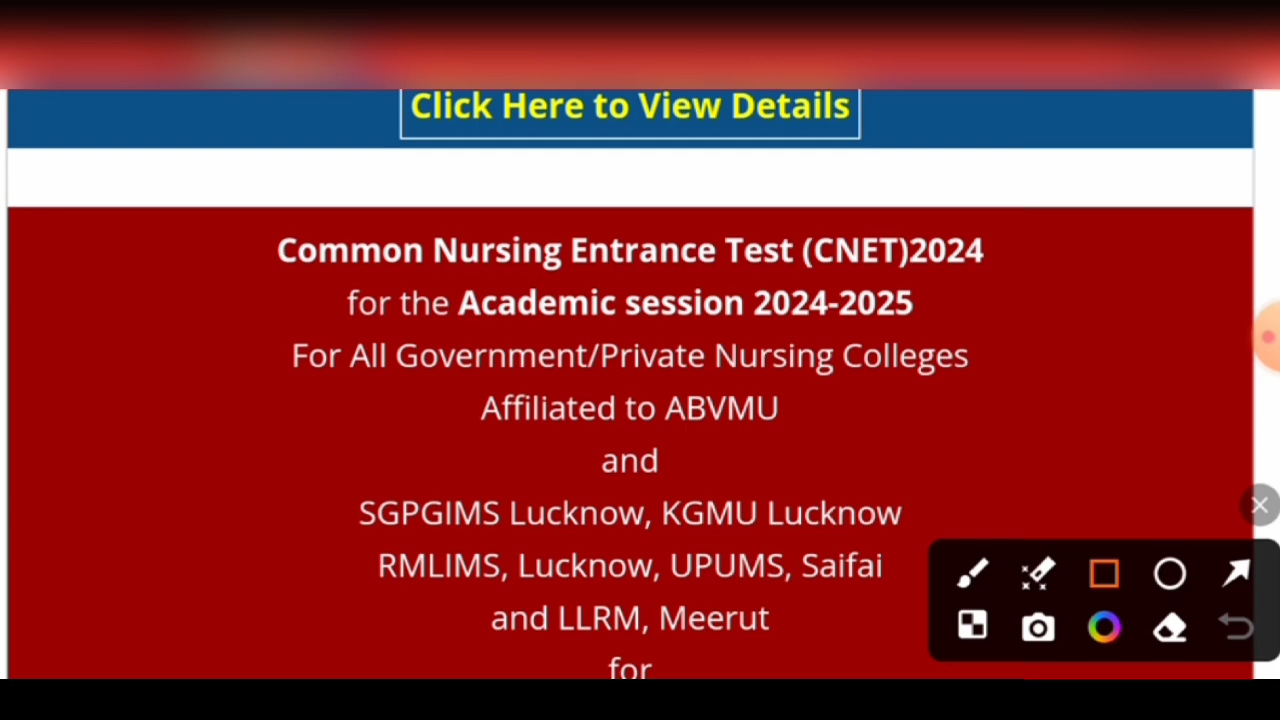 Click Here to View Details
Common Nursing Entrance Test (CNET)2024
for the Academic session 2024-2025
For All Government/Private Nursing Colleges
Affiliated to ABVMU
and
SGPGIMS Lucknow, KGMU Lucknow
RMLIMS, Lucknow, UPUMS, Saifai
and LLRM, Meerut
for